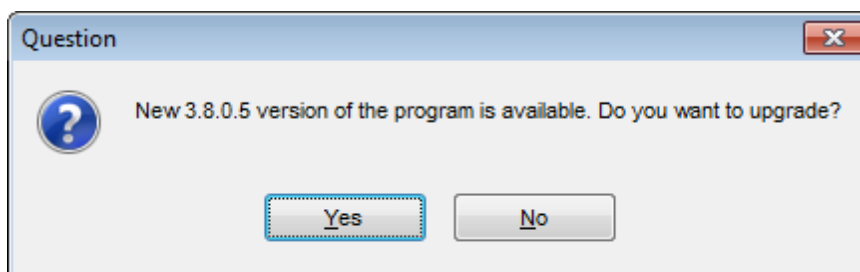 Question
New 3.8.0.5 version of the program is available. Do you want to upgrade?
Yes
No